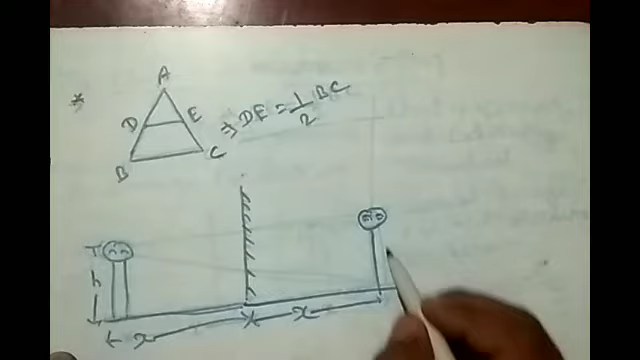 *
A
D E ⇒ DE = 1/2 BC
B C
h
x x